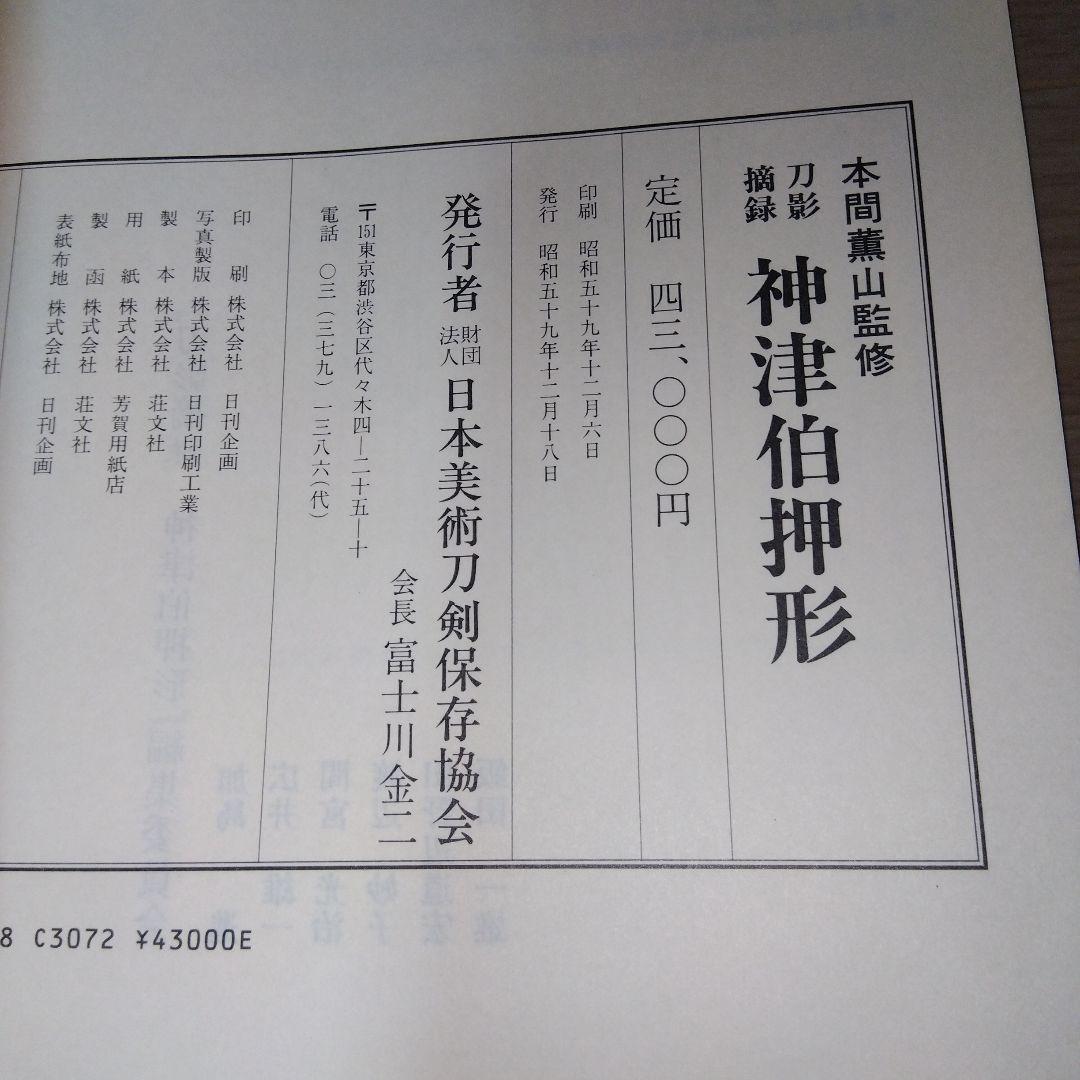 本間薫山監修
刀影
摘録
神津伯押形
定価 四三、〇〇〇円
印刷 昭和五十九年十二月六日
発行 昭和五十九年十二月十八日
発行者 財団法人 日本美術刀剣保存協会
会長 富士川金二
〒151東京都渋谷区代々木四―二十五―十
電話 〇三(三七九)一三八六(代)
印刷 株式会社 日刊企画
写真製版 株式会社 日刊印刷工業
製本 株式会社 荘文社
用紙 株式会社 芳賀用紙店
製函 株式会社 荘文社
表紙布地 株式会社 日刊企画
8 C3072 ¥43000E